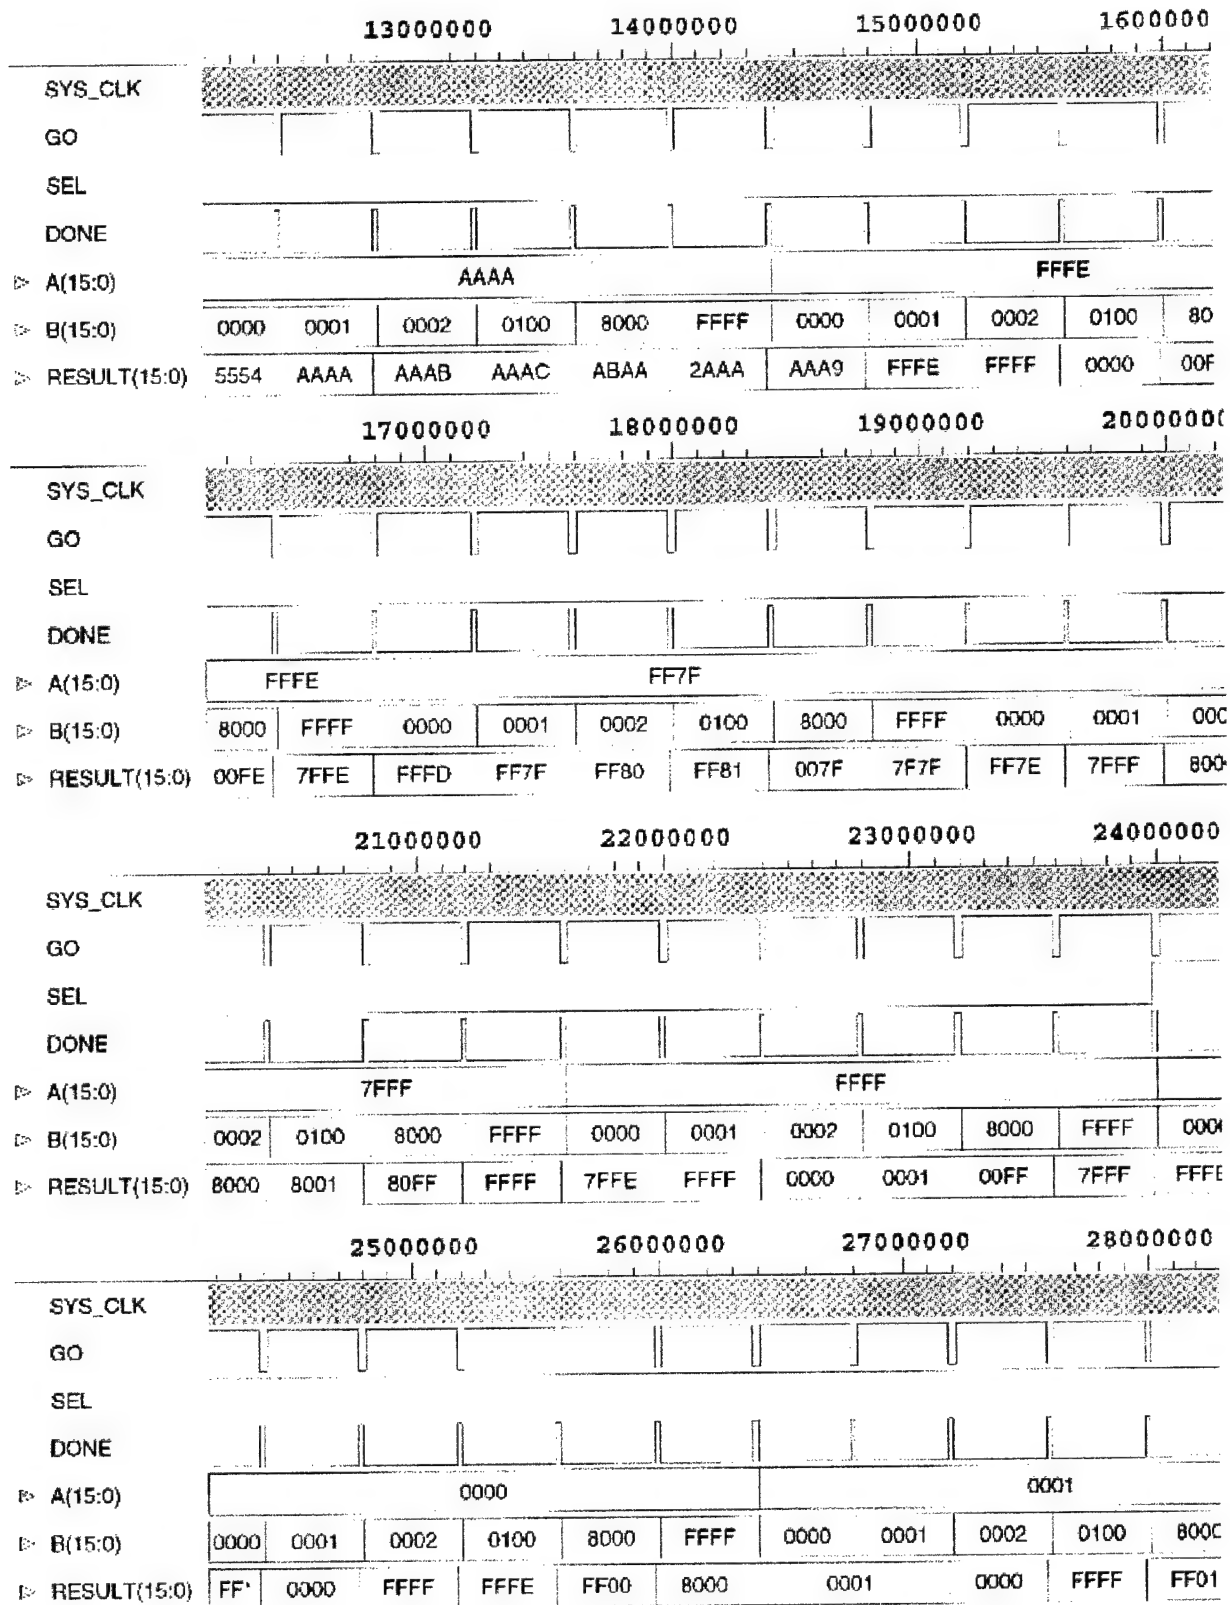 13000000 14000000 15000000 1600000
SYS_CLK
GO
SEL
DONE
A(15:0) AAAA FFFE
B(15:0) 0000 0001 0002 0100 8000 FFFF 0000 0001 0002 0100 80
RESULT(15:0) 5554 AAAA AAAB AAAC ABAA 2AAA AAA9 FFFE FFFF 0000 00F
17000000 18000000 19000000 2000000(
SYS_CLK
GO
SEL
DONE
A(15:0) FFFE FF7F
B(15:0) 8000 FFFF 0000 0001 0002 0100 8000 FFFF 0000 0001 000
RESULT(15:0) 00FE 7FFE FFFD FF7F FF80 FF81 007F 7F7F FF7E 7FFF 800
21000000 22000000 23000000 24000000
SYS_CLK
GO
SEL
DONE
A(15:0) 7FFF FFFF
B(15:0) 0002 0100 8000 FFFF 0000 0001 0002 0100 8000 FFFF 000
RESULT(15:0) 8000 8001 80FF FFFF 7FFE FFFF 0000 0001 00FF 7FFF FFFE
25000000 26000000 27000000 28000000
SYS_CLK
GO
SEL
DONE
A(15:0) 0000 0001
B(15:0) 0000 0001 0002 0100 8000 FFFF 0000 0001 0002 0100 800
RESULT(15:0) FF* 0000 FFFF FFFE FF00 8000 0001 0000 FFFF FF01